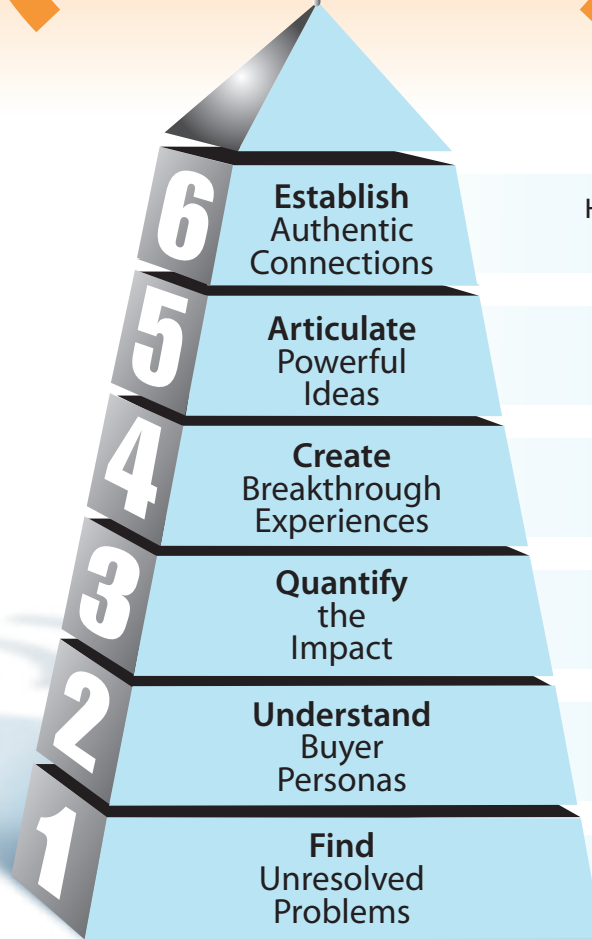 6
Establish
Authentic
Connections
H
5
Articulate
Powerful
Ideas
4
Create
Breakthrough
Experiences
3
Quantify
the
Impact
2
Understand
Buyer
Personas
1
Find
Unresolved
Problems